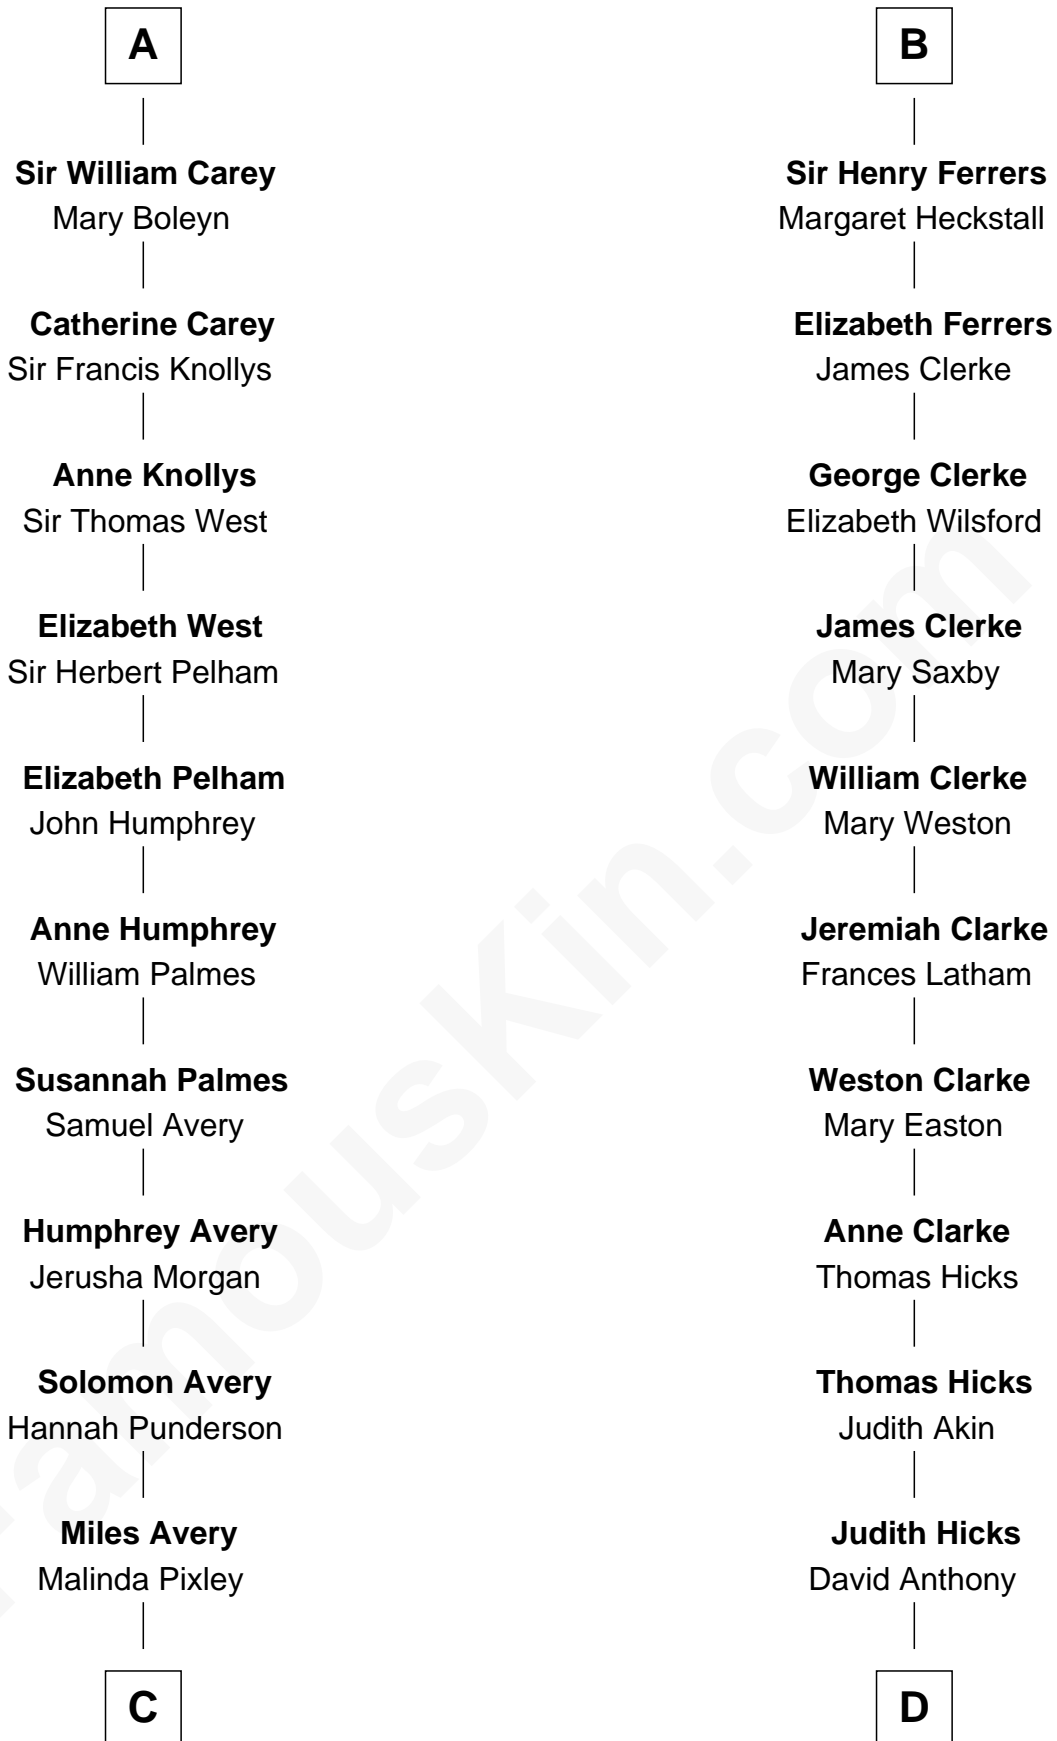 A
Sir William Carey
Mary Boleyn
Catherine Carey
Sir Francis Knollys
Anne Knollys
Sir Thomas West
Elizabeth West
Sir Herbert Pelham
Elizabeth Pelham
John Humphrey
Anne Humphrey
William Palmes
Susannah Palmes
Samuel Avery
Humphrey Avery
Jerusha Morgan
Solomon Avery
Hannah Punderson
Miles Avery
Malinda Pixley
C
B
Sir Henry Ferrers
Margaret Heckstall
Elizabeth Ferrers
James Clerke
George Clerke
Elizabeth Wilsford
James Clerke
Mary Saxby
William Clerke
Mary Weston
Jeremiah Clarke
Frances Latham
Weston Clarke
Mary Easton
Anne Clarke
Thomas Hicks
Thomas Hicks
Judith Akin
Judith Hicks
David Anthony
D
FamousKin.com